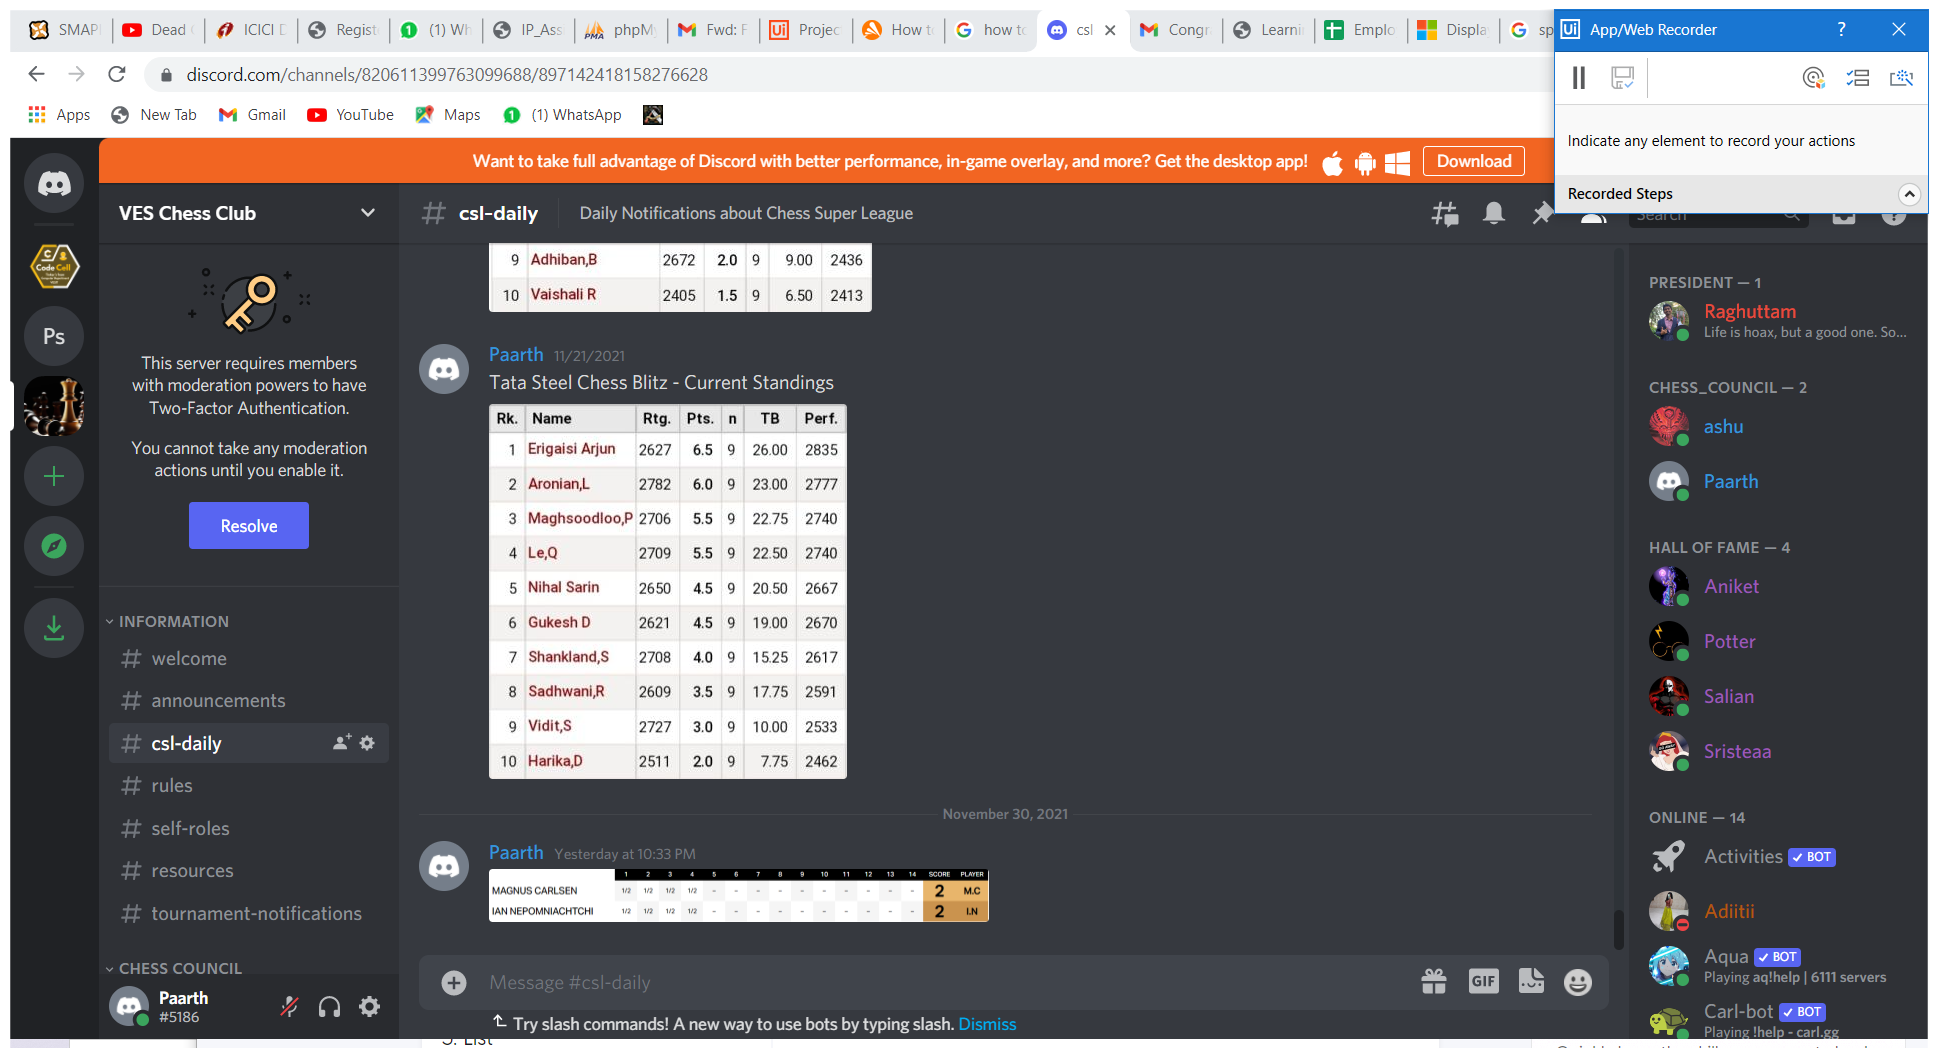 SMAP
Dead
ICICI D
Regist
(1) Wh
IP_Ass
phpMy
Fwd: F
Projec
How to
how to
csl
Congr
Learni
Emplo
Displa
sp
App/Web Recorder
?
discord.com/channels/820611399763099688/897142418158276628
Apps
New Tab
Gmail
YouTube
Maps
(1) WhatsApp
Indicate any element to record your actions
Recorded Steps
Want to take full advantage of Discord with better performance, in-game overlay, and more? Get the desktop app!
Download
VES Chess Club
# csl-daily
Daily Notifications about Chess Super League
Search
Code Cell
Ps
This server requires members
with moderation powers to have
Two-Factor Authentication.
You cannot take any moderation
actions until you enable it.
Resolve
INFORMATION
# welcome
# announcements
# csl-daily
# rules
# self-roles
# resources
# tournament-notifications
CHESS COUNCIL
Paarth
#5186
9 Adhiban,B 2672 2.0 9 9.00 2436
10 Vaishali R 2405 1.5 9 6.50 2413
Paarth 11/21/2021
Tata Steel Chess Blitz - Current Standings
Rk. Name Rtg. Pts. n TB Perf.
1 Erigaisi Arjun 2627 6.5 9 26.00 2835
2 Aronian,L 2782 6.0 9 23.00 2777
3 Maghsoodloo,P 2706 5.5 9 22.75 2740
4 Le,Q 2709 5.5 9 22.50 2740
5 Nihal Sarin 2650 4.5 9 20.50 2667
6 Gukesh D 2621 4.5 9 19.00 2670
7 Shankland,S 2708 4.0 9 15.25 2617
8 Sadhwani,R 2609 3.5 9 17.75 2591
9 Vidit,S 2727 3.0 9 10.00 2533
10 Harika,D 2511 2.0 9 7.75 2462
November 30, 2021
Paarth Yesterday at 10:33 PM
1 2 3 4 5 6 7 8 9 10 11 12 13 14 SCORE PLAYER
MAGNUS CARLSEN 1/2 1/2 1/2 1/2 - - - - - - - - - - 2 M.C
IAN NEPOMNIACHTCHI 1/2 1/2 1/2 1/2 - - - - - - - - - - 2 I.N
Message #csl-daily
GIF
Try slash commands! A new way to use bots by typing slash. Dismiss
PRESIDENT — 1
Raghuttam
Life is hoax, but a good one. So...
CHESS_COUNCIL — 2
ashu
Paarth
HALL OF FAME — 4
Aniket
Potter
Salian
Sristeaa
ONLINE — 14
Activities BOT
Adiitii
Aqua BOT
Playing aq!help | 6111 servers
Carl-bot BOT
Playing !help - carl.gg